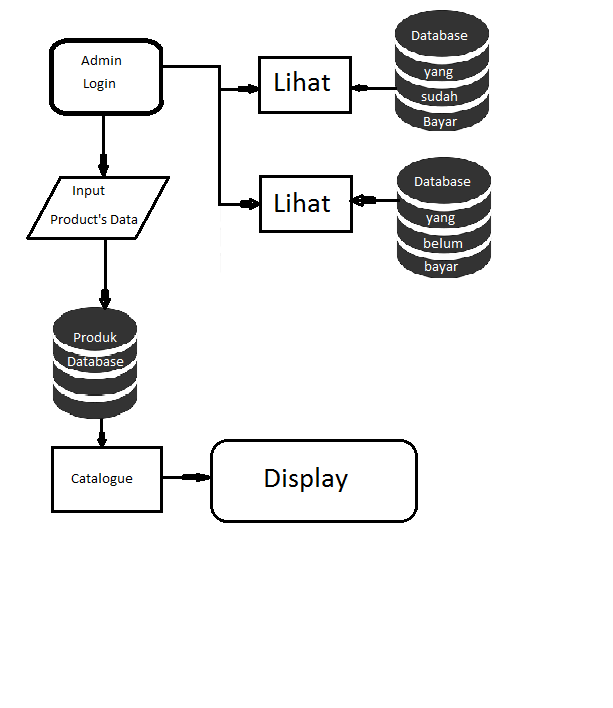 Admin
Login
Lihat
Database
yang
sudah
Bayar
Input
Product's Data
Lihat
Database
yang
belum
bayar
Produk
Database
Catalogue
Display